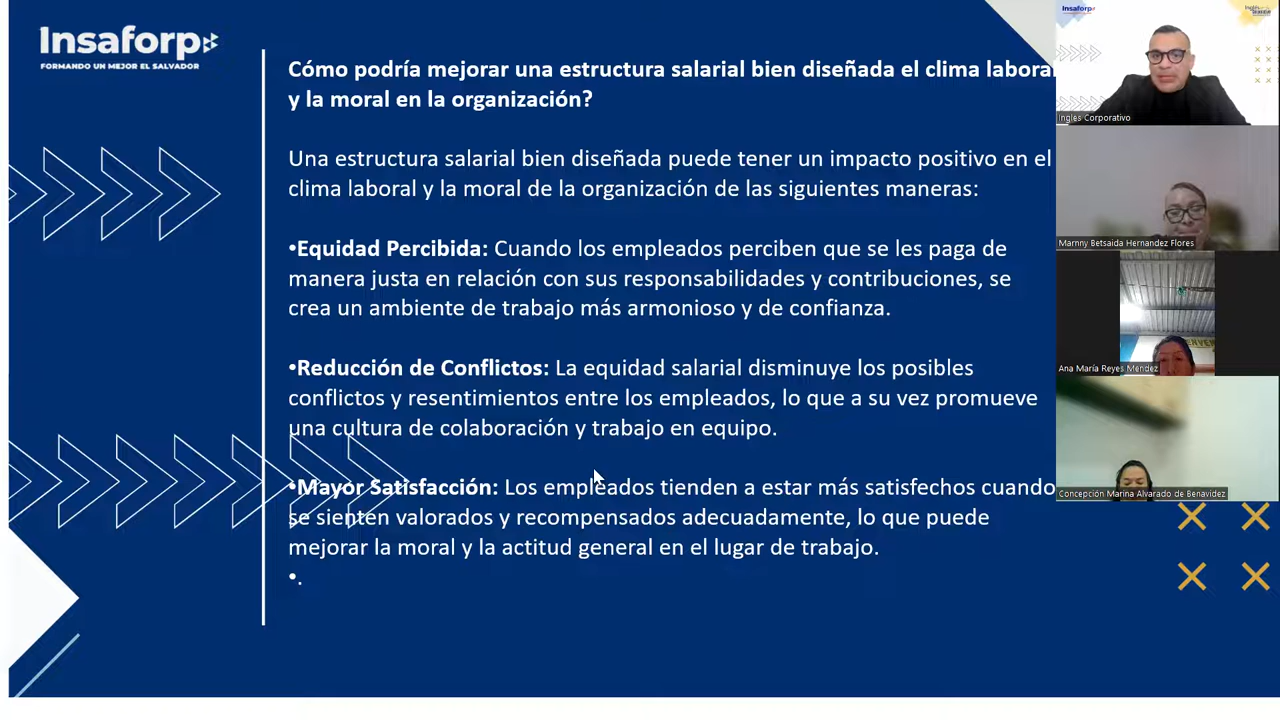 Insaforp
FORMANDO UN MEJOR EL SALVADOR
Cómo podría mejorar una estructura salarial bien diseñada el clima laboral
y la moral en la organización?
Una estructura salarial bien diseñada puede tener un impacto positivo en el
clima laboral y la moral de la organización de las siguientes maneras:
•Equidad Percibida: Cuando los empleados perciben que se les paga de
manera justa en relación con sus responsabilidades y contribuciones, se
crea un ambiente de trabajo más armonioso y de confianza.
•Reducción de Conflictos: La equidad salarial disminuye los posibles
conflictos y resentimientos entre los empleados, lo que a su vez promueve
una cultura de colaboración y trabajo en equipo.
•Mayor Satisfacción: Los empleados tienden a estar más satisfechos cuando
se sienten valorados y recompensados adecuadamente, lo que puede
mejorar la moral y la actitud general en el lugar de trabajo.
•.
Insaforp
Ingles Corporativo
Marnny Betsaida Hernandez Flores
Ana María Reyes Mendez
Concepción Marina Alvarado de Benavidez